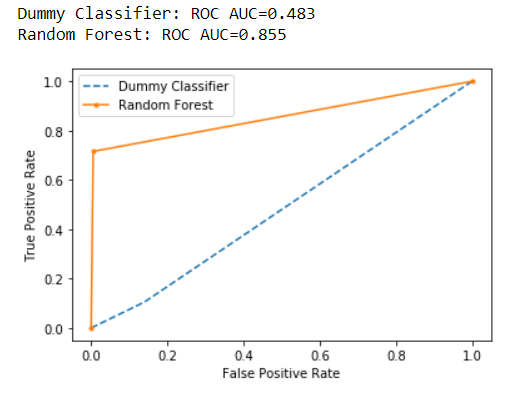 Dummy Classifier: ROC AUC=0.483
Random Forest: ROC AUC=0.855
Dummy Classifier
Random Forest
1.0
0.8
0.6
0.4
0.2
0.0
True Positive Rate
0.0 0.2 0.4 0.6 0.8 1.0
False Positive Rate